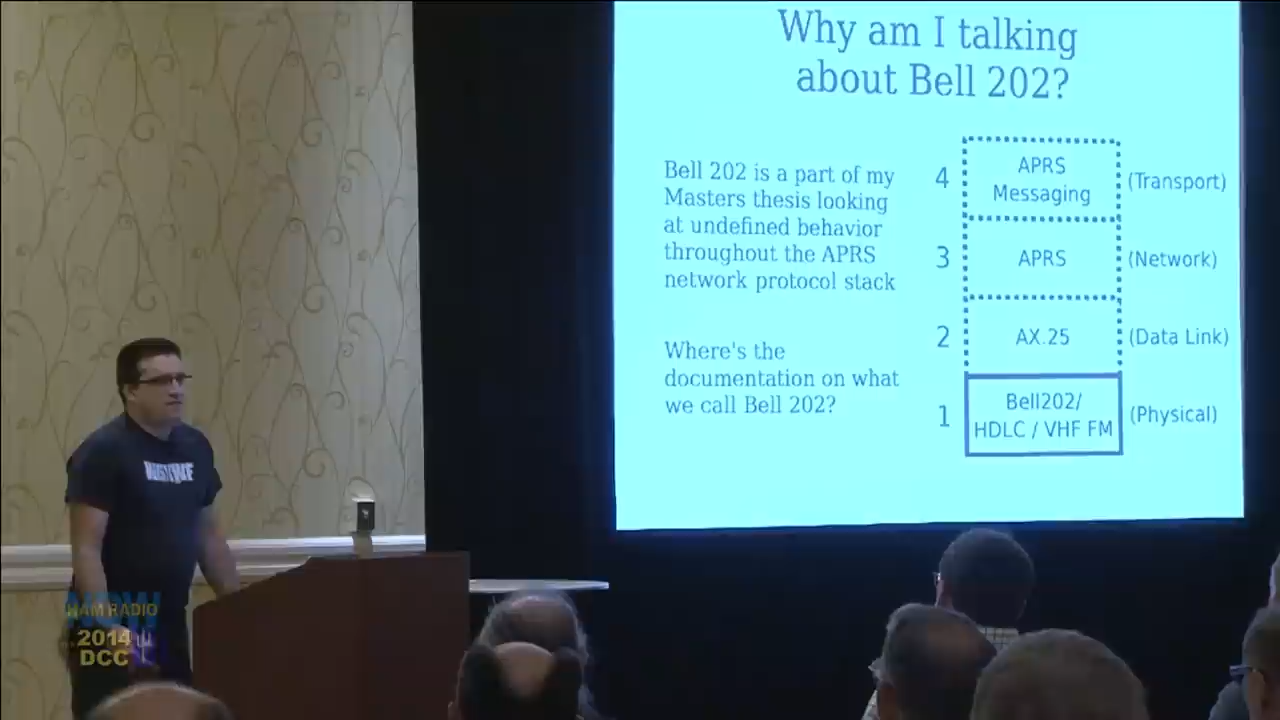 Why am I talking
about Bell 202?
Bell 202 is a part of my
Masters thesis looking
at undefined behavior
throughout the APRS
network protocol stack
Where's the
documentation on what
we call Bell 202?
4
APRS
Messaging
(Transport)
3
APRS
(Network)
2
AX.25
(Data Link)
1
Bell202/
HDLC / VHF FM
(Physical)
HAM RADIO
NOW
2014
DCC